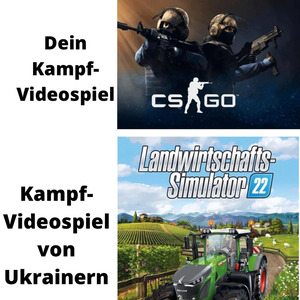 Dein
Kampf-
Videospiel
CS GO
Kampf-
Videospiel
von
Ukrainern
Landwirtschafts-
Simulator 22